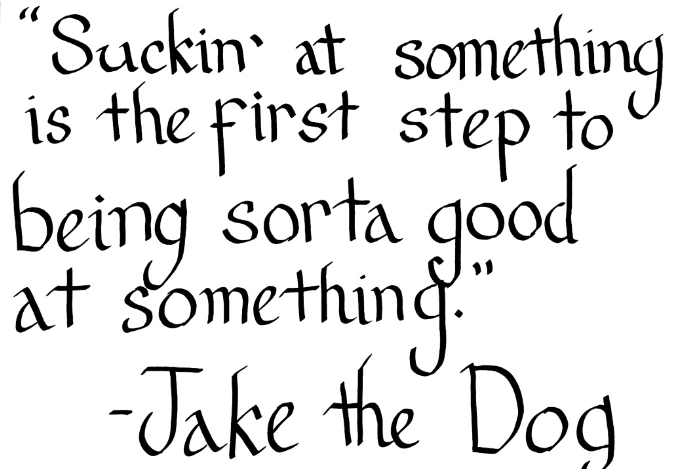 “Suckin' at something
is the first step to
being sorta good
at something.”
-Jake the Dog